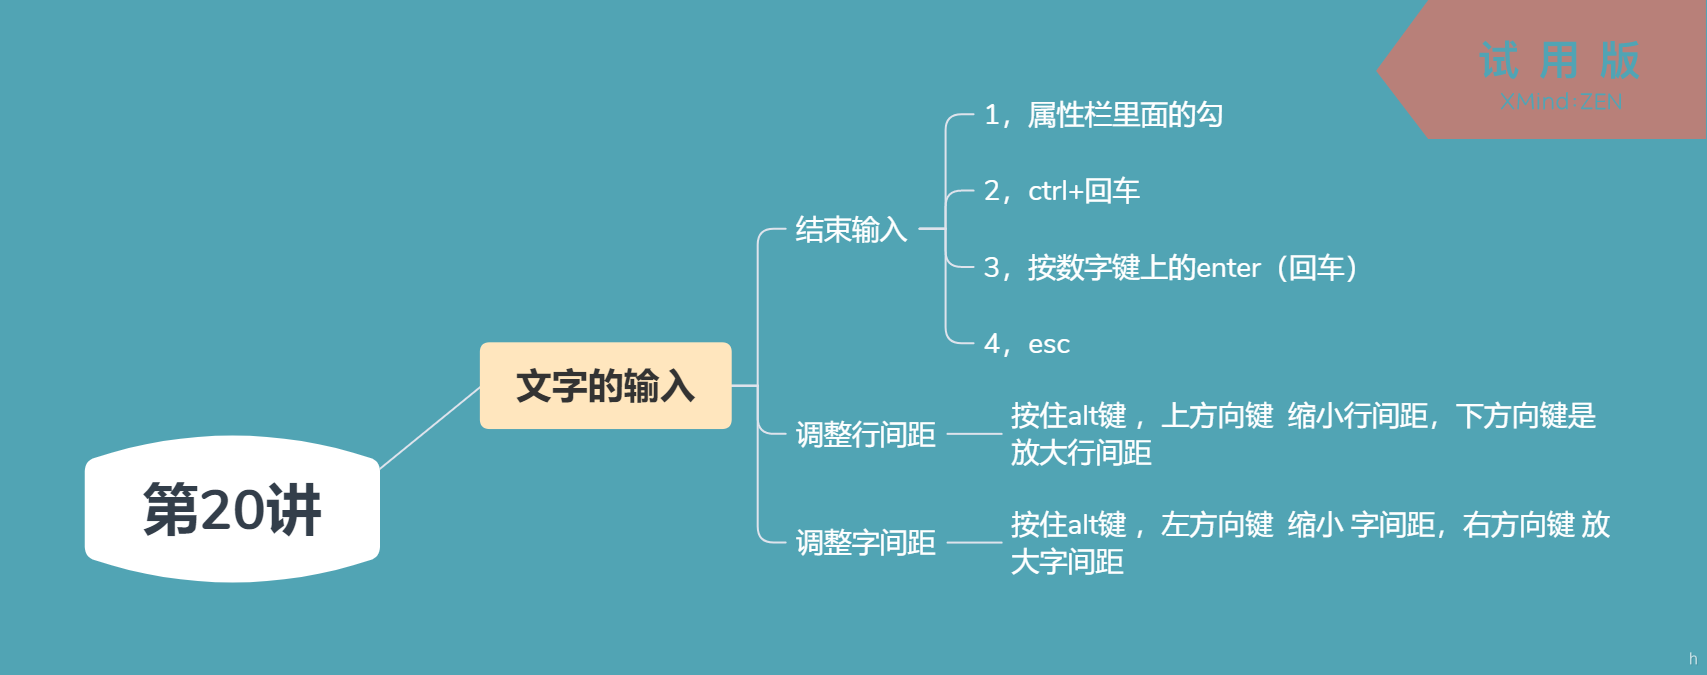 试 用 版
XMind:ZEN
1，属性栏里面的勾
2，ctrl+回车
结束输入
3，按数字键上的enter（回车）
4，esc
文字的输入
按住alt键 ，上方向键  缩小行间距，下方向键是
调整行间距
放大行间距
第20讲
按住alt键 ，左方向键  缩小 字间距，右方向键 放
调整字间距
大字间距
h